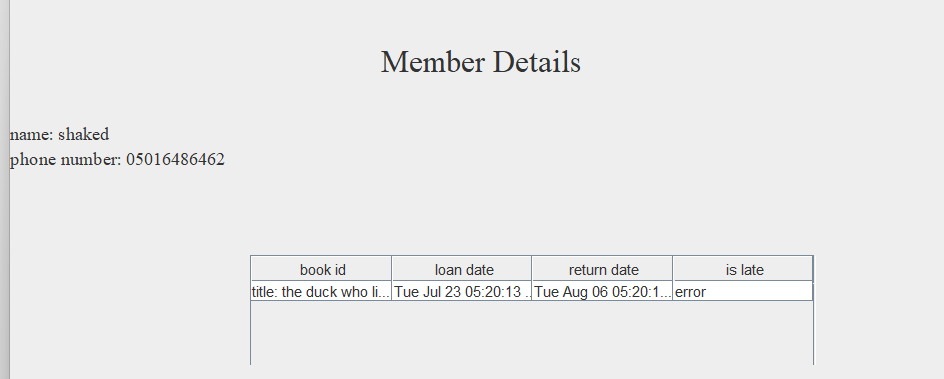 Member Details
name: shaked
phone number: 05016486462
book id loan date return date is late
title: the duck who li... Tue Jul 23 05:20:13 ... Tue Aug 06 05:20:1... error